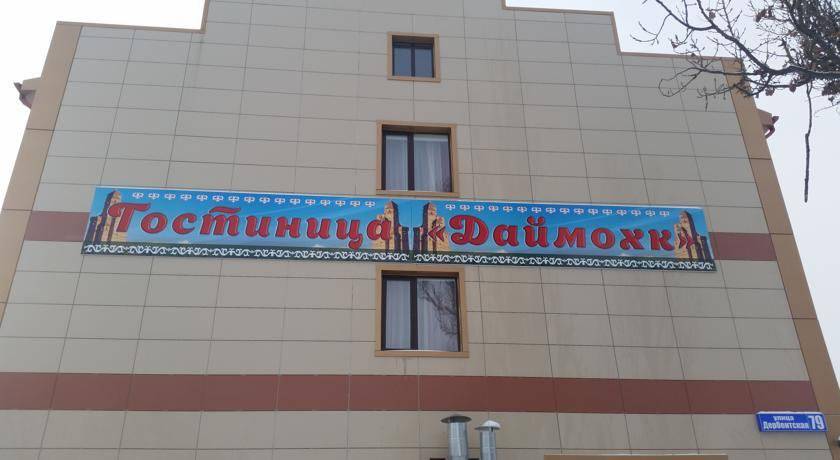 Гостиница «Даймохк»
улица
Дербентская 79